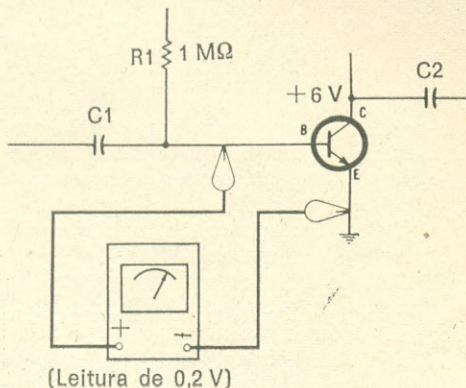 R1 1 MΩ
C1
C2
+ 6 V
C
B
E
+ −
(Leitura de 0,2 V)